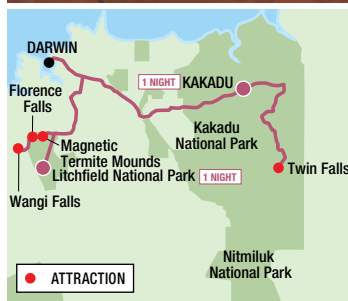 DARWIN
1 NIGHT
KAKADU
Florence
Falls
Magnetic
Termite Mounds
Litchfield National Park
Kakadu
National Park
1 NIGHT
Twin Falls
Wangi Falls
Nitmiluk
National Park
ATTRACTION